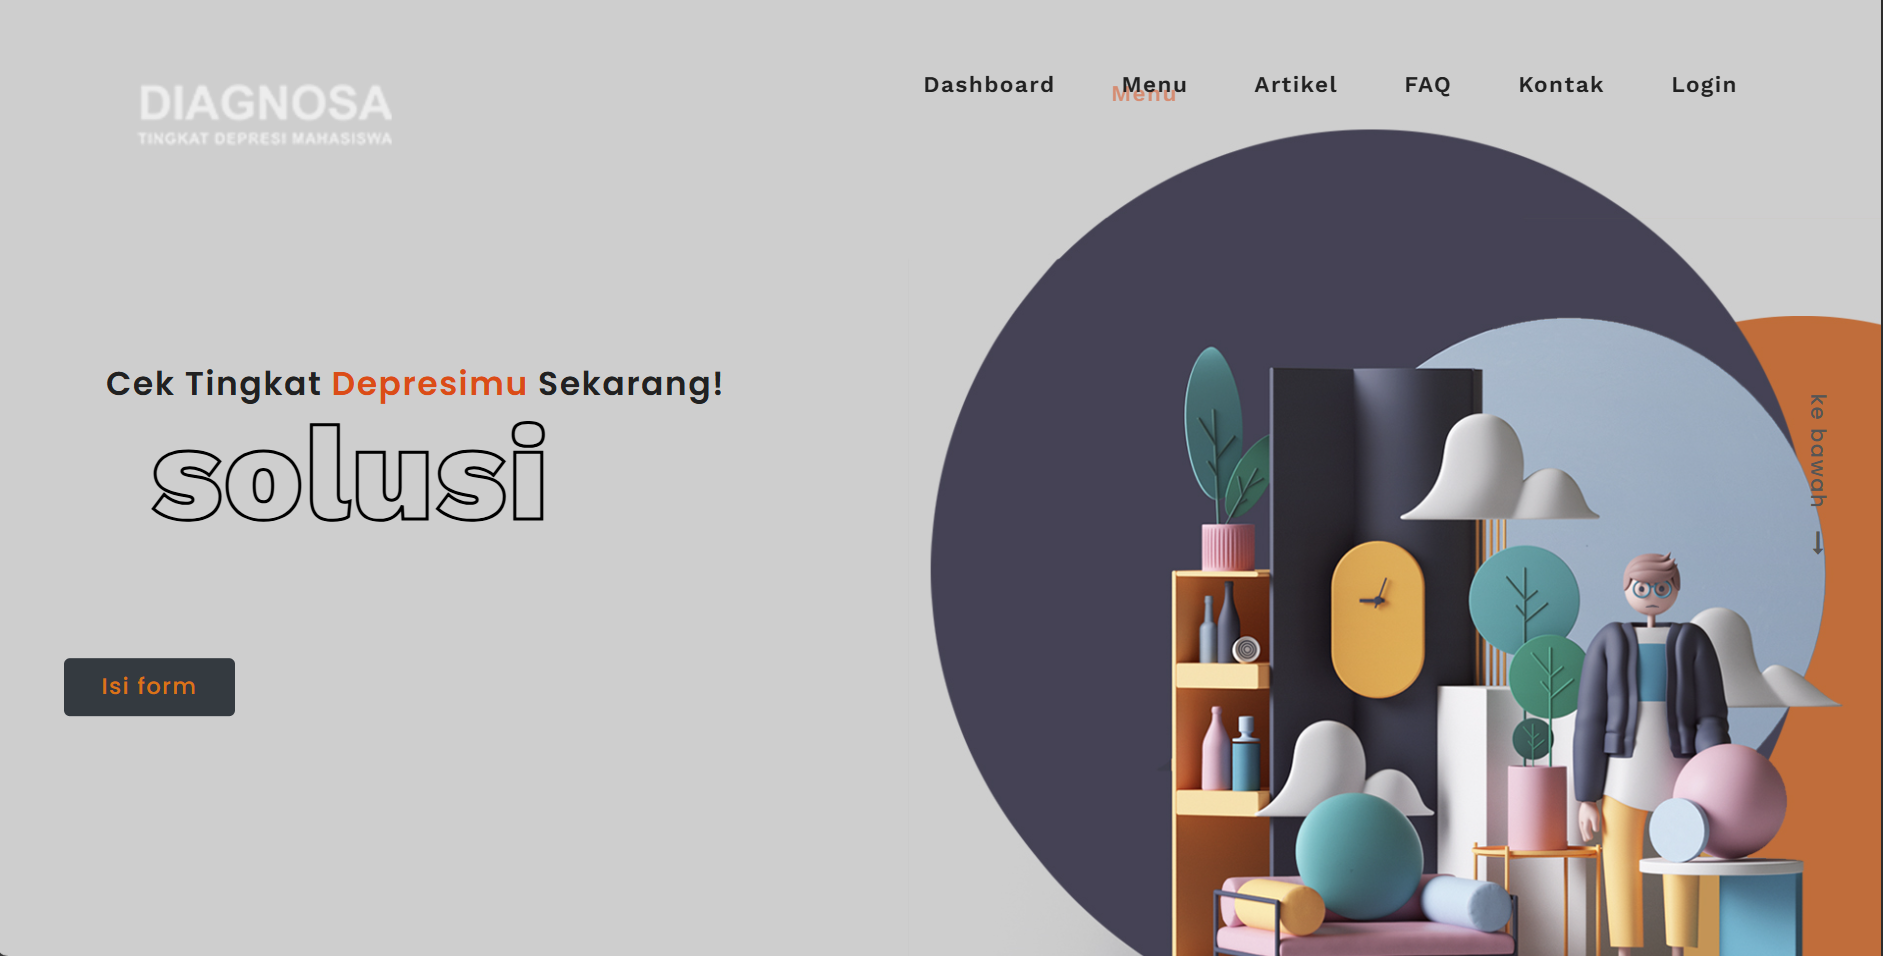 DIAGNOSA
TINGKAT DEPRESI MAHASISWA
Dashboard Menu Artikel FAQ Kontak Login
Menu
Cek Tingkat Depresimu Sekarang!
solusi
ke bawah
Isi form